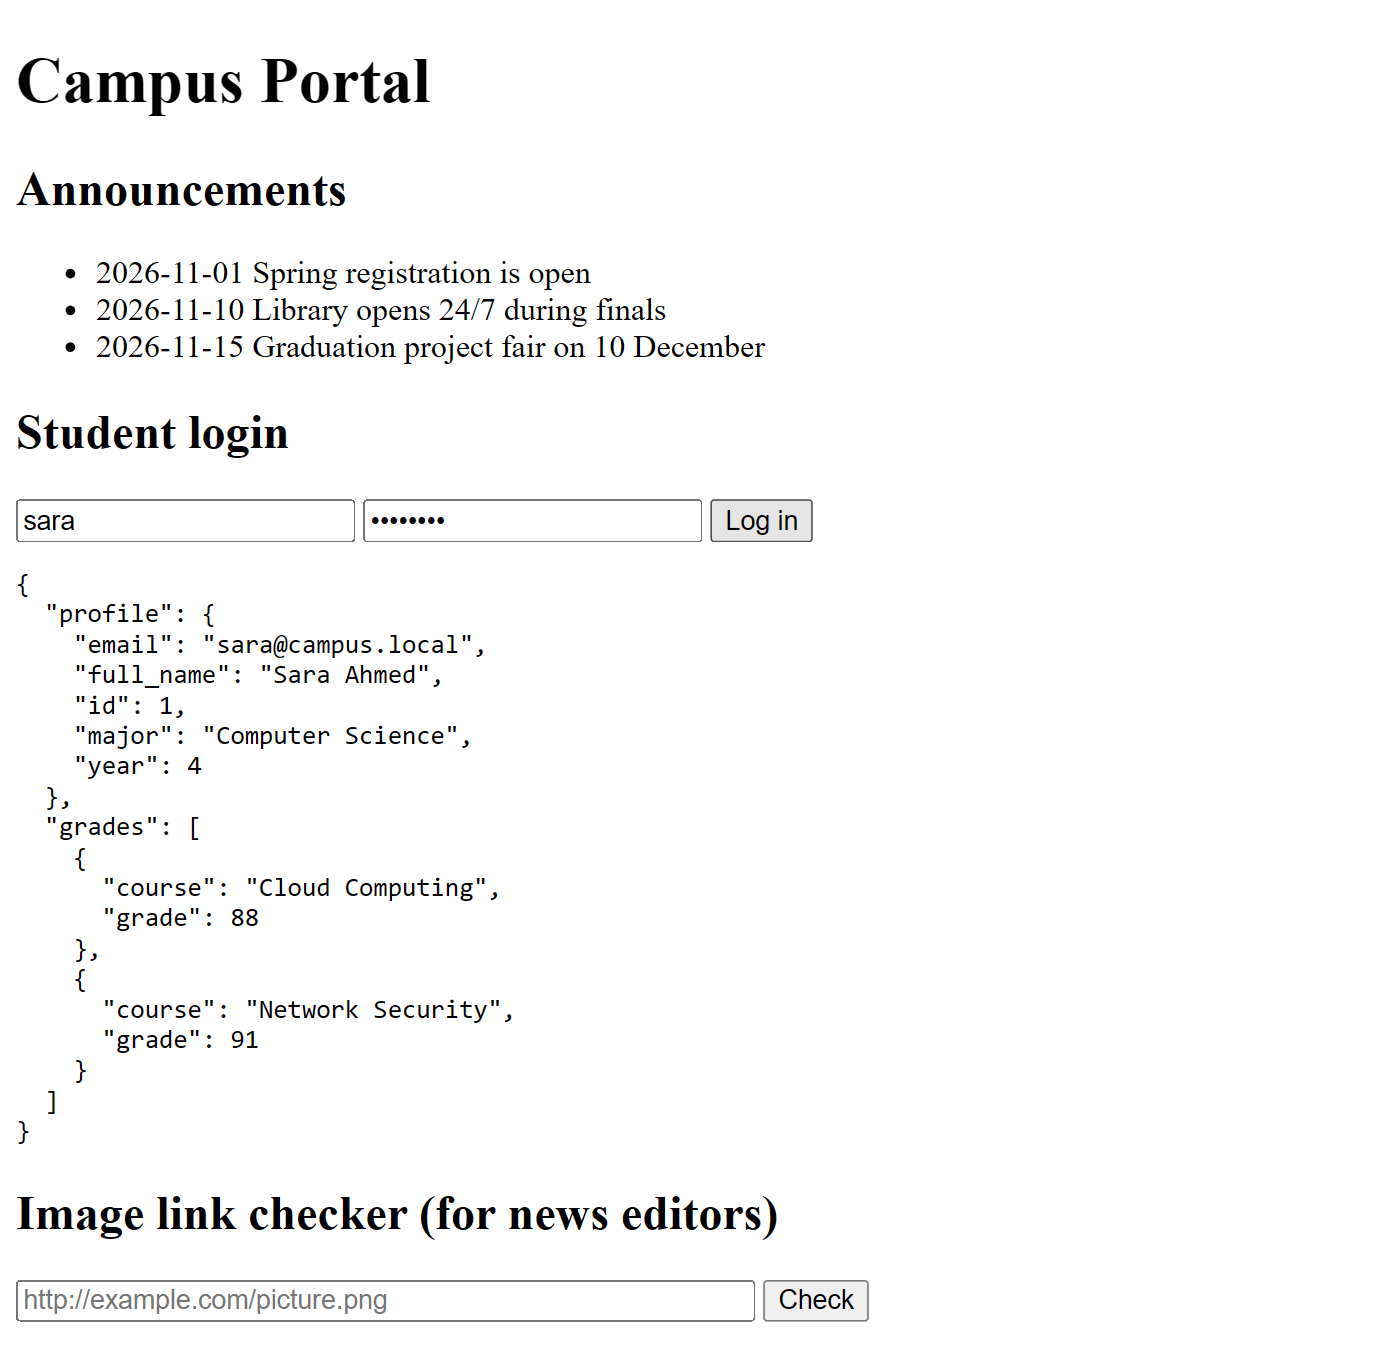 Campus Portal
Announcements
• 2026-11-01 Spring registration is open
• 2026-11-10 Library opens 24/7 during finals
• 2026-11-15 Graduation project fair on 10 December
Student login
sara •••••••• Log in
{
  "profile": {
    "email": "sara@campus.local",
    "full_name": "Sara Ahmed",
    "id": 1,
    "major": "Computer Science",
    "year": 4
  },
  "grades": [
    {
      "course": "Cloud Computing",
      "grade": 88
    },
    {
      "course": "Network Security",
      "grade": 91
    }
  ]
}
Image link checker (for news editors)
http://example.com/picture.png Check